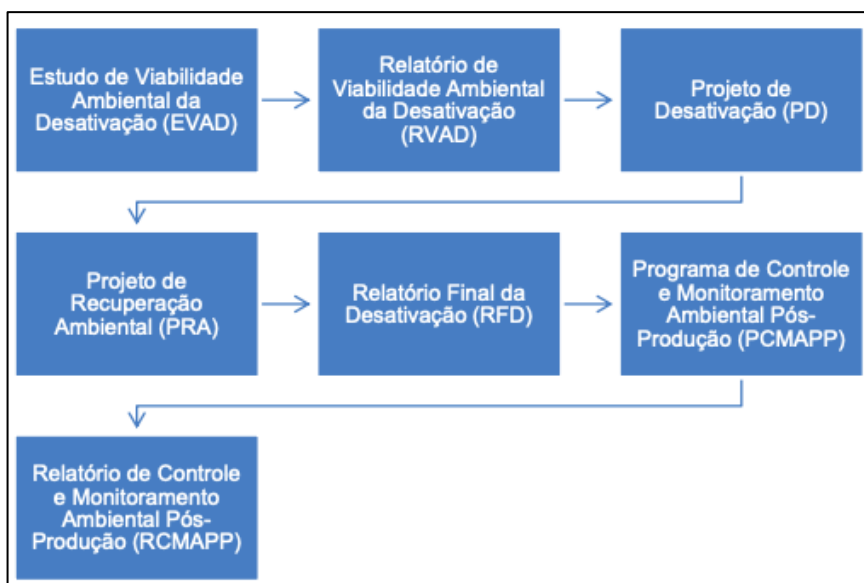 Estudo de Viabilidade
Ambiental da
Desativação (EVAD)
Relatório de
Viabilidade Ambiental
da Desativação
(RVAD)
Projeto de
Desativação (PD)
Projeto de
Recuperação
Ambiental (PRA)
Relatório Final da
Desativação (RFD)
Programa de Controle
e Monitoramento
Ambiental Pós-
Produção (PCMAPP)
Relatório de Controle
e Monitoramento
Ambiental Pós-
Produção (RCMAPP)